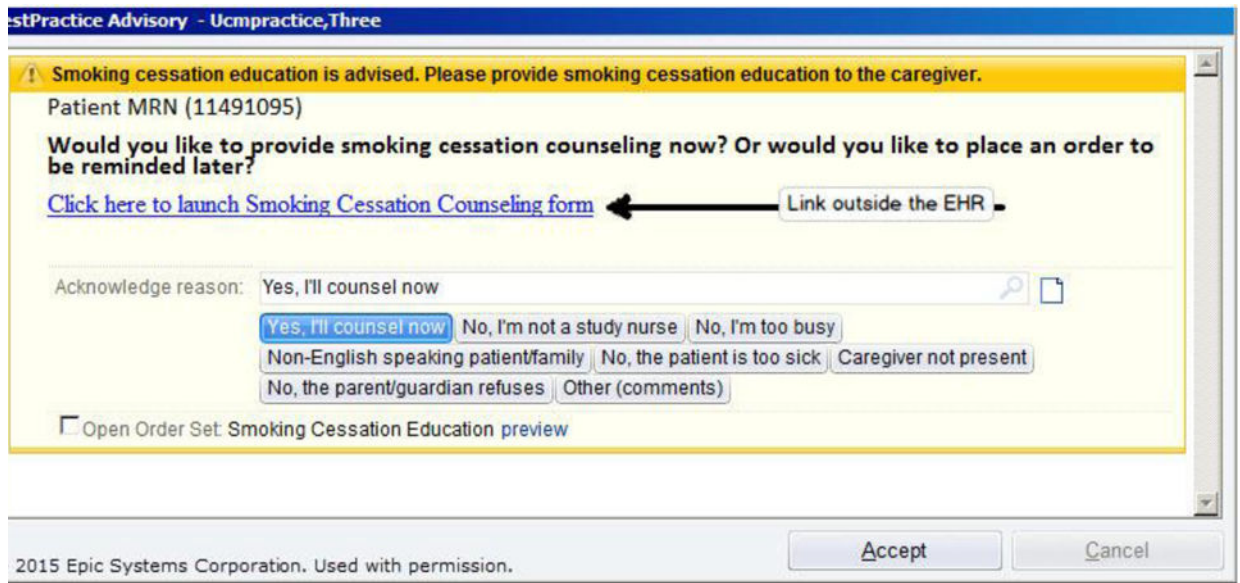 estPractice Advisory - Ucmpractice,Three
Smoking cessation education is advised. Please provide smoking cessation education to the caregiver.
Patient MRN (11491095)
Would you like to provide smoking cessation counseling now? Or would you like to place an order to
be reminded later?
Click here to launch Smoking Cessation Counseling form Link outside the EHR
Acknowledge reason: Yes, I'll counsel now
Yes, I'll counsel now No, I'm not a study nurse No, I'm too busy
Non-English speaking patient/family No, the patient is too sick Caregiver not present
No, the parent/guardian refuses Other (comments)
Open Order Set: Smoking Cessation Education preview
Accept Cancel
2015 Epic Systems Corporation. Used with permission.